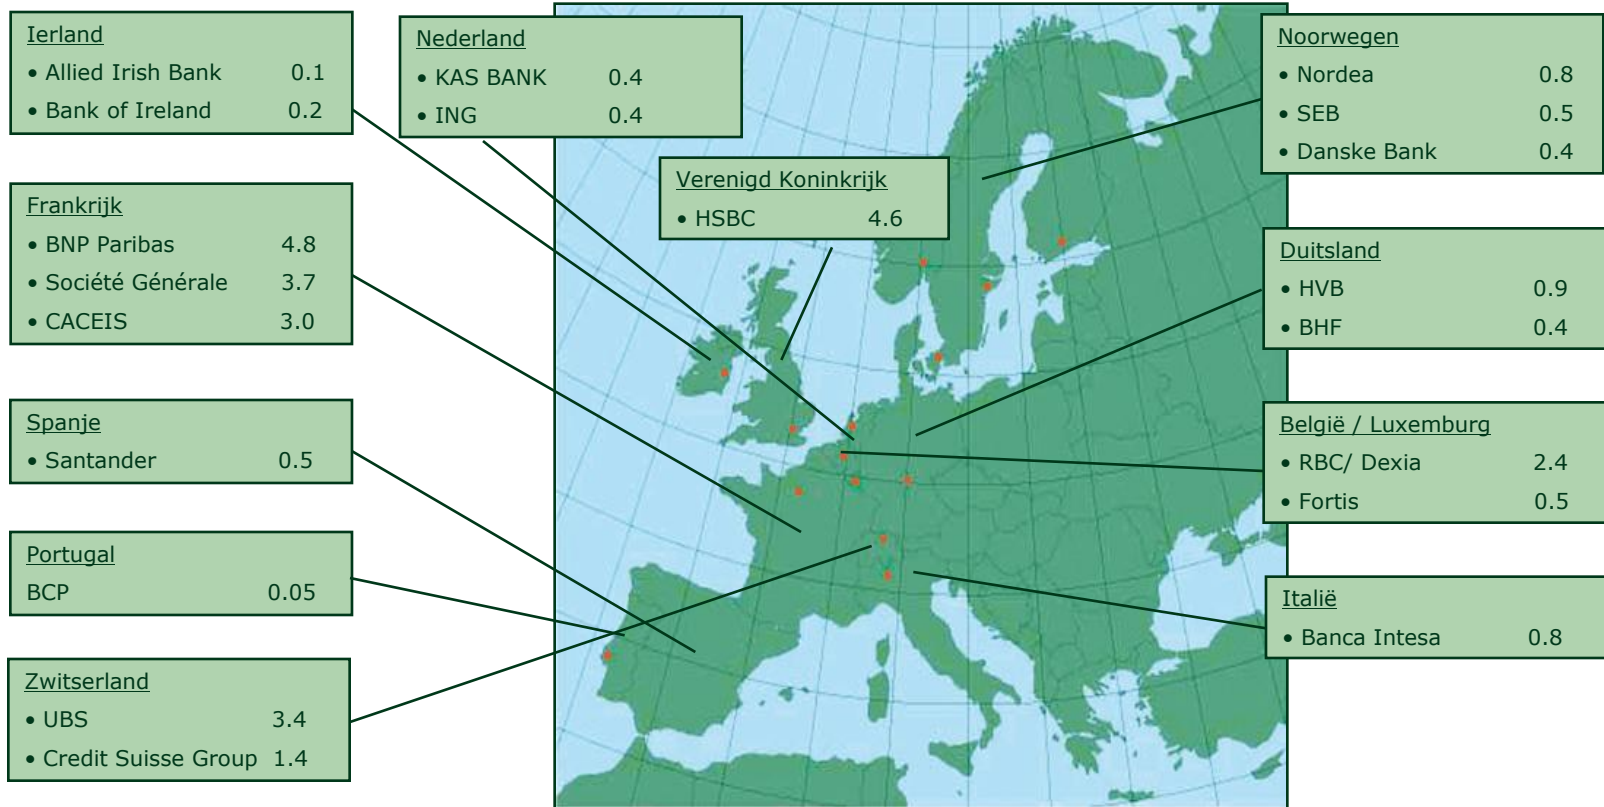 Ierland
• Allied Irish Bank 0.1
• Bank of Ireland 0.2
Nederland
• KAS BANK 0.4
• ING 0.4
Noorwegen
• Nordea 0.8
• SEB 0.5
• Danske Bank 0.4
Verenigd Koninkrijk
• HSBC 4.6
Frankrijk
• BNP Paribas 4.8
• Société Générale 3.7
• CACEIS 3.0
Duitsland
• HVB 0.9
• BHF 0.4
Spanje
• Santander 0.5
België / Luxemburg
• RBC/ Dexia 2.4
• Fortis 0.5
Portugal
BCP 0.05
Italië
• Banca Intesa 0.8
Zwitserland
• UBS 3.4
• Credit Suisse Group 1.4